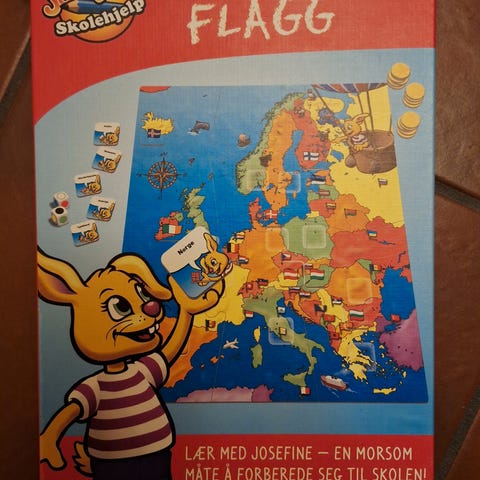 Skolehjelp
FLAGG
Norge
LÆR MED JOSEFINE – EN MORSOM
MÅTE Å FORBEREDE SEG TIL SKOLEN!